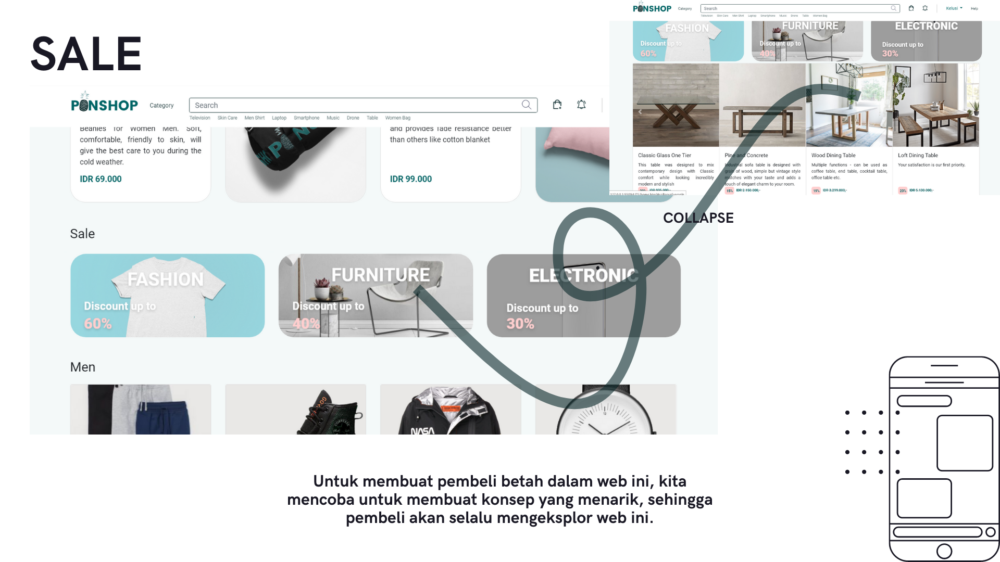 SALE
PONSHOP Category Search
Television Skin Care Men Shirt Laptop Smartphone Music Drone Table Women Bag
Beanies for Women Men. Soft,
comfortable, friendly to skin, will
give the best care to you during the
cold weather.
IDR 69.000
and provides fade resistance better
than others like cotton blanket
IDR 99.000
Sale
FASHION
Discount up to
60%
FURNITURE
Discount up to
40%
ELECTRONIC
Discount up to
30%
Men
NASA
CONVERSE
12
PONSHOP Category Search Kelusi Help
Television Skin Care Men Shirt Laptop Smartphone Music Drone Table Women Bag
FASHION
Discount up to
60%
FURNITURE
Discount up to
40%
ELECTRONIC
Discount up to
30%
Classic Glass One Tier
This table was designed to mix
contemporary design with Classic
comfort while looking incredibly
modern and stylish
IDR 935.000,-
Pine and Concrete
Industrial sofa table is designed with
grain of wood, simple but vintage style
matches with your taste and adds a
touch of elegant charm to your room.
15% IDR 2.150.000,-
Wood Dining Table
Multiple functions - can be used as
coffee table, end table, cocktail table,
office table etc.
19% IDR 3.299.000,-
Loft Dining Table
Your satisfaction is our first priority.
23% IDR 5.130.000,-
127.0.0.1:5500/UTS/home.html#collapseExample
COLLAPSE
Untuk membuat pembeli betah dalam web ini, kita
mencoba untuk membuat konsep yang menarik, sehingga
pembeli akan selalu mengeksplor web ini.